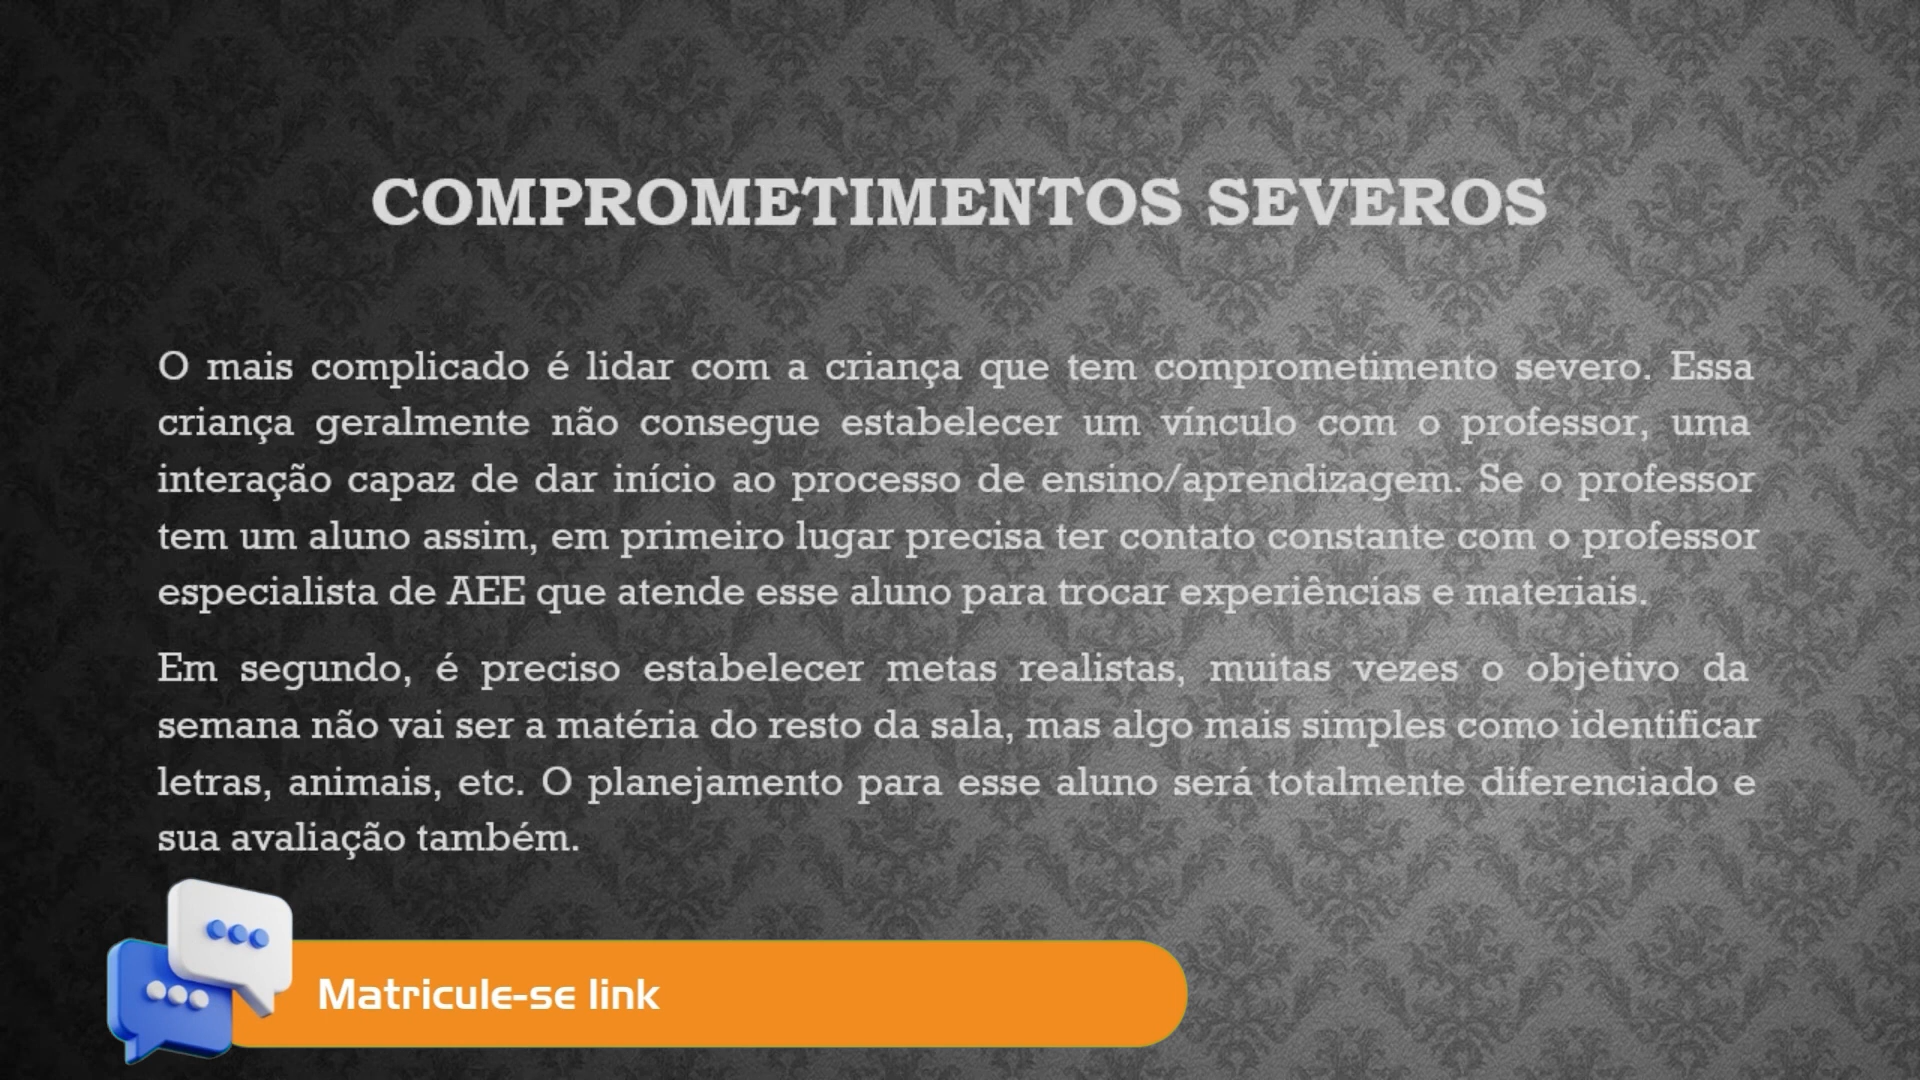 COMPROMETIMENTOS SEVEROS
O mais complicado é lidar com a criança que tem comprometimento severo. Essa
criança geralmente não consegue estabelecer um vínculo com o professor, uma
interação capaz de dar início ao processo de ensino/aprendizagem. Se o professor
tem um aluno assim, em primeiro lugar precisa ter contato constante com o professor
especialista de AEE que atende esse aluno para trocar experiências e materiais.
Em segundo, é preciso estabelecer metas realistas, muitas vezes o objetivo da
semana não vai ser a matéria do resto da sala, mas algo mais simples como identificar
letras, animais, etc. O planejamento para esse aluno será totalmente diferenciado e
sua avaliação também.
Matricule-se link